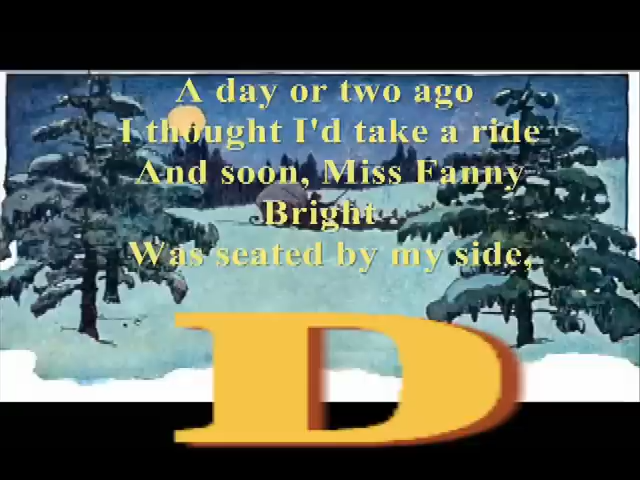 A day or two ago
I thought I'd take a ride
And soon, Miss Fanny
Bright
Was seated by my side,
D